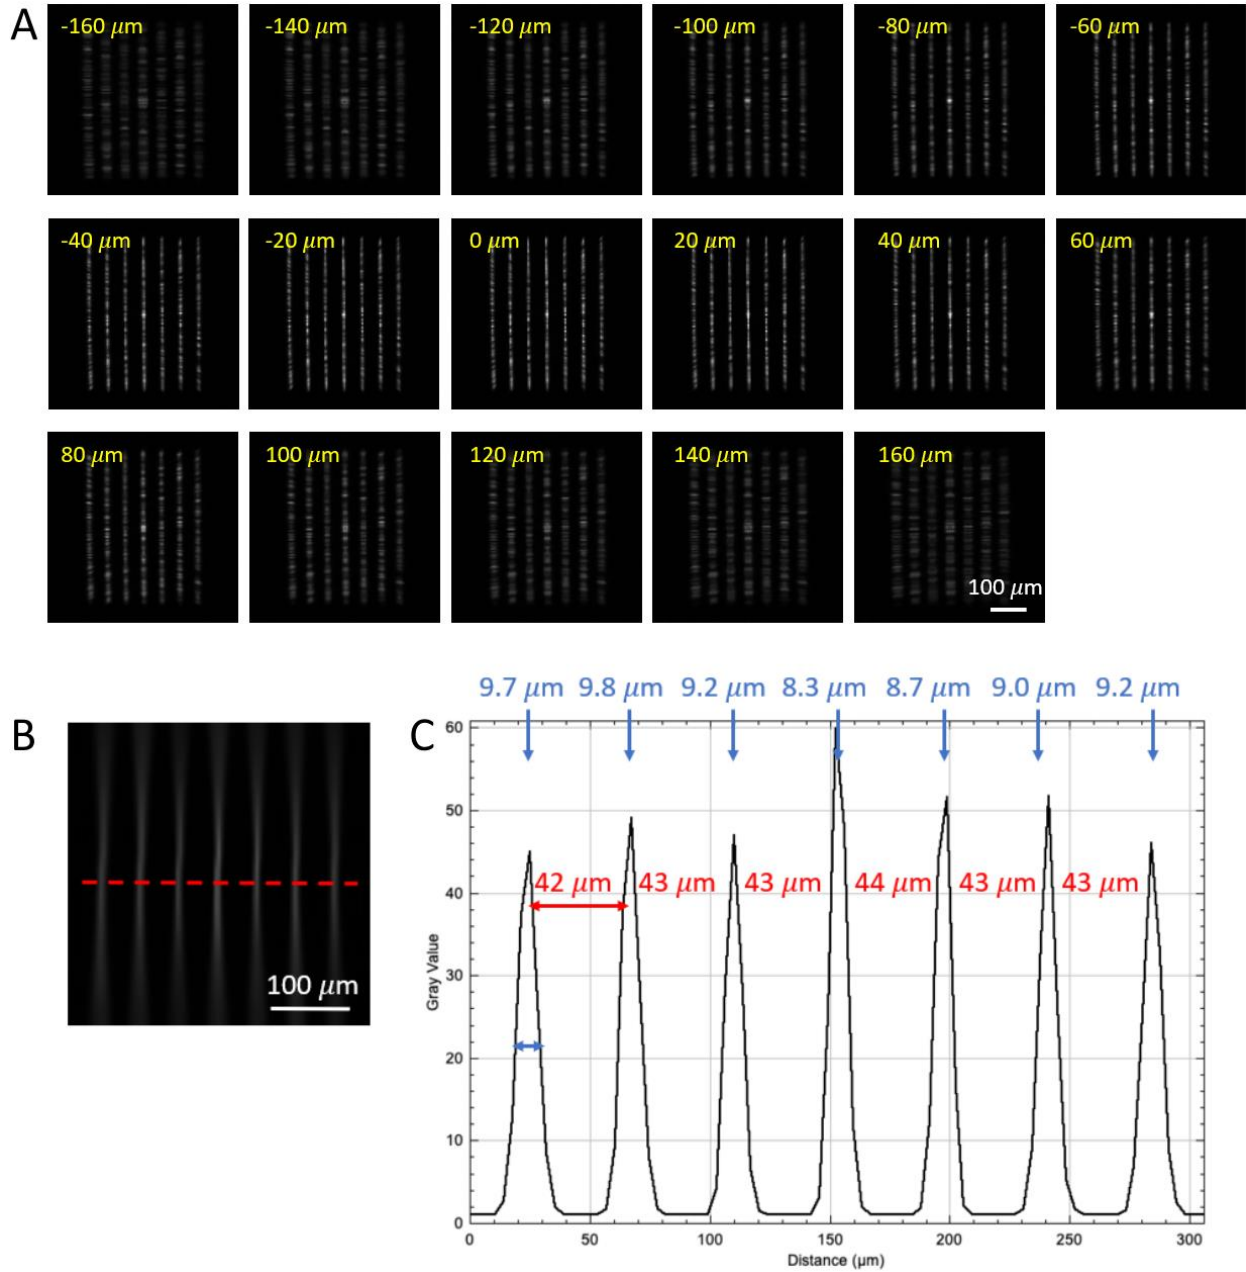 A
-160 μm
-140 μm
-120 μm
-100 μm
-80 μm
-60 μm
-40 μm
-20 μm
0 μm
20 μm
40 μm
60 μm
80 μm
100 μm
120 μm
140 μm
160 μm
100 μm
B
100 μm
C
9.7 μm 9.8 μm 9.2 μm 8.3 μm 8.7 μm 9.0 μm 9.2 μm
60
50
40
30
20
10
0
Gray Value
42 μm 43 μm 43 μm 44 μm 43 μm 43 μm
0 50 100 150 200 250 300
Distance (μm)